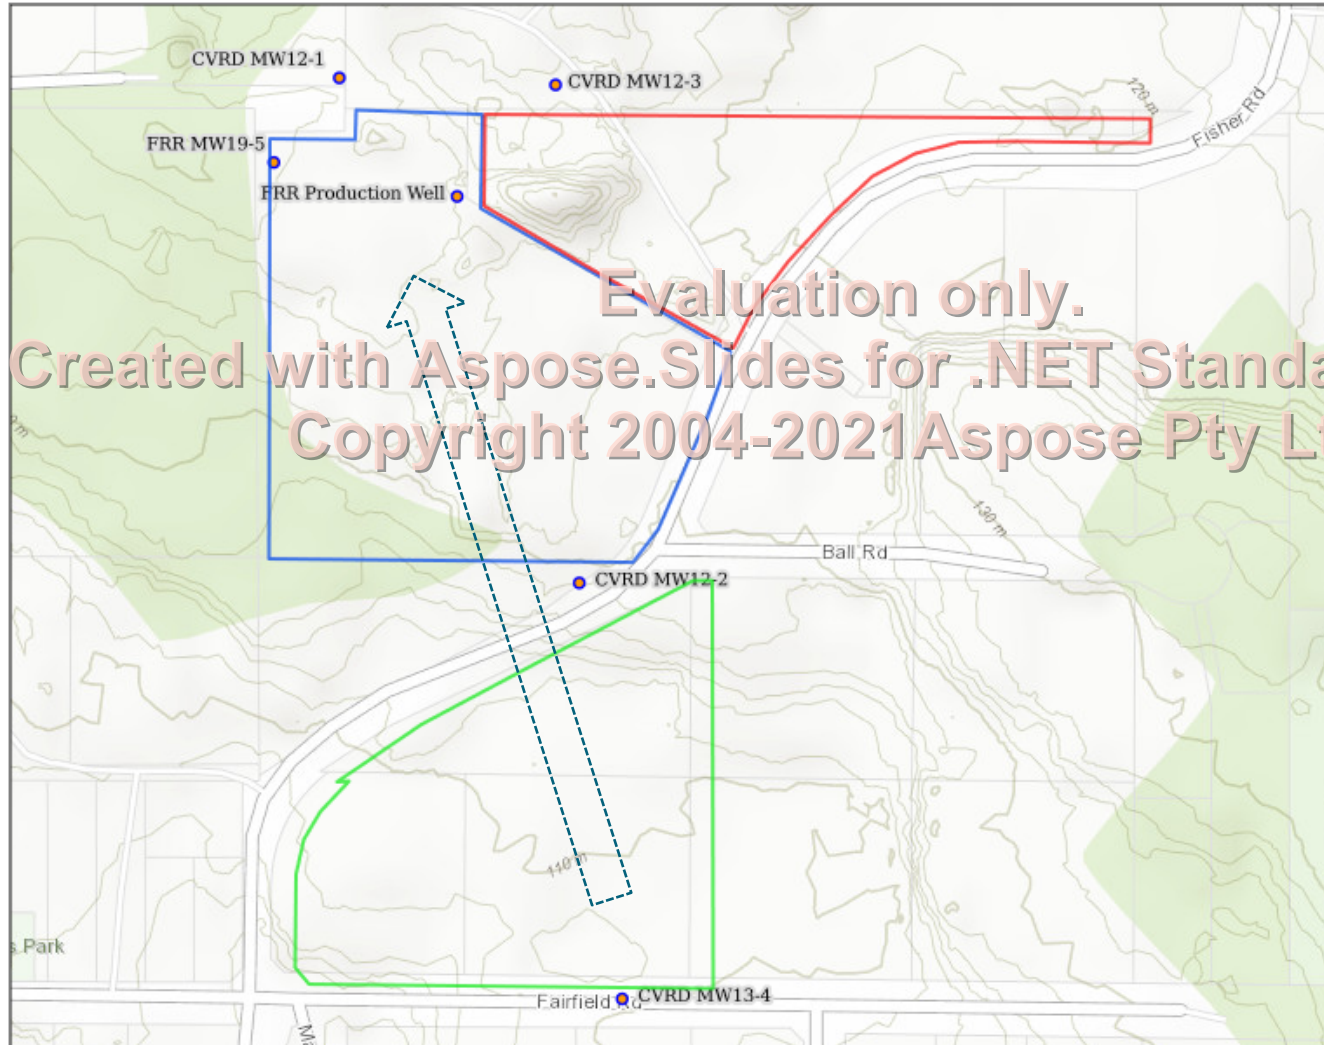 CVRD MW12-1
CVRD MW12-3
120 m
Fisher Rd
FRR MW19-5
FRR Production Well
Evaluation only.
Created with Aspose.Slides for .NET Standa
Copyright 2004-2021Aspose Pty Lt
m
130 m
Ball Rd
CVRD MW12-2
110 m
s Park
Fairfield Rd
CVRD MW13-4
Ma